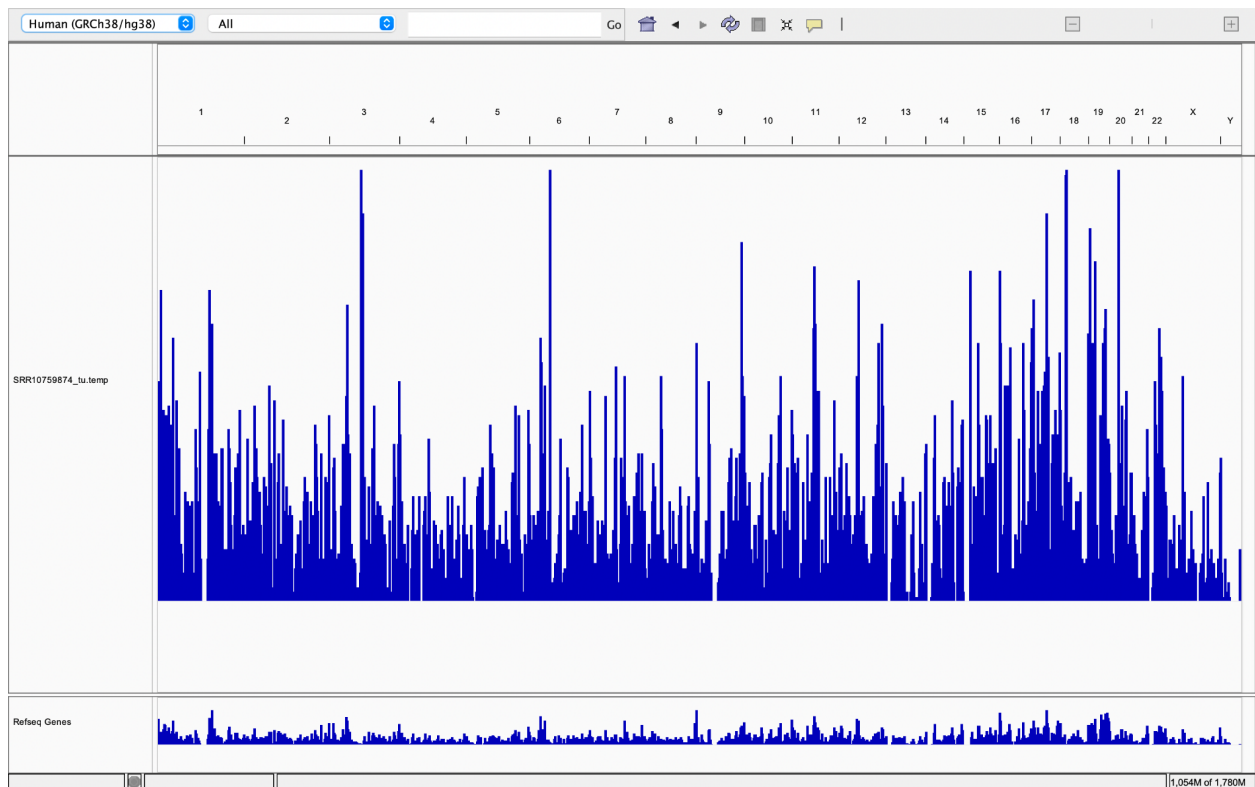 Human (GRCh38/hg38) All Go
1 2 3 4 5 6 7 8 9 10 11 12 13 14 15 16 17 18 19 20 21 22 X Y
SRR10759874_tu.temp
Refseq Genes
1,054M of 1,780M